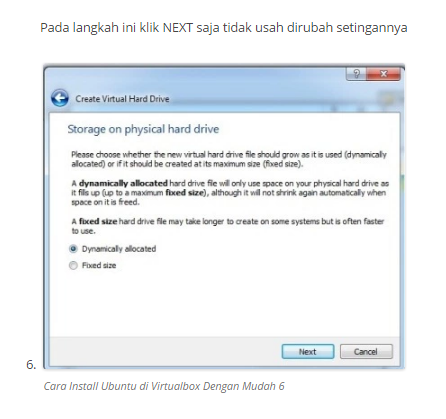 Pada langkah ini klik NEXT saja tidak usah dirubah setingannya
Create Virtual Hard Drive
Storage on physical hard drive
Please choose whether the new virtual hard drive file should grow as it is used (dynamically
allocated) or if it should be created at its maximum size (fixed size).
A dynamically allocated hard drive file will only use space on your physical hard drive as
it fills up (up to a maximum fixed size), although it will not shrink again automatically when
space on it is freed.
A fixed size hard drive file may take longer to create on some systems but is often faster
to use.
Dynamically allocated
Fixed size
Next Cancel
6.
Cara Install Ubuntu di Virtualbox Dengan Mudah 6